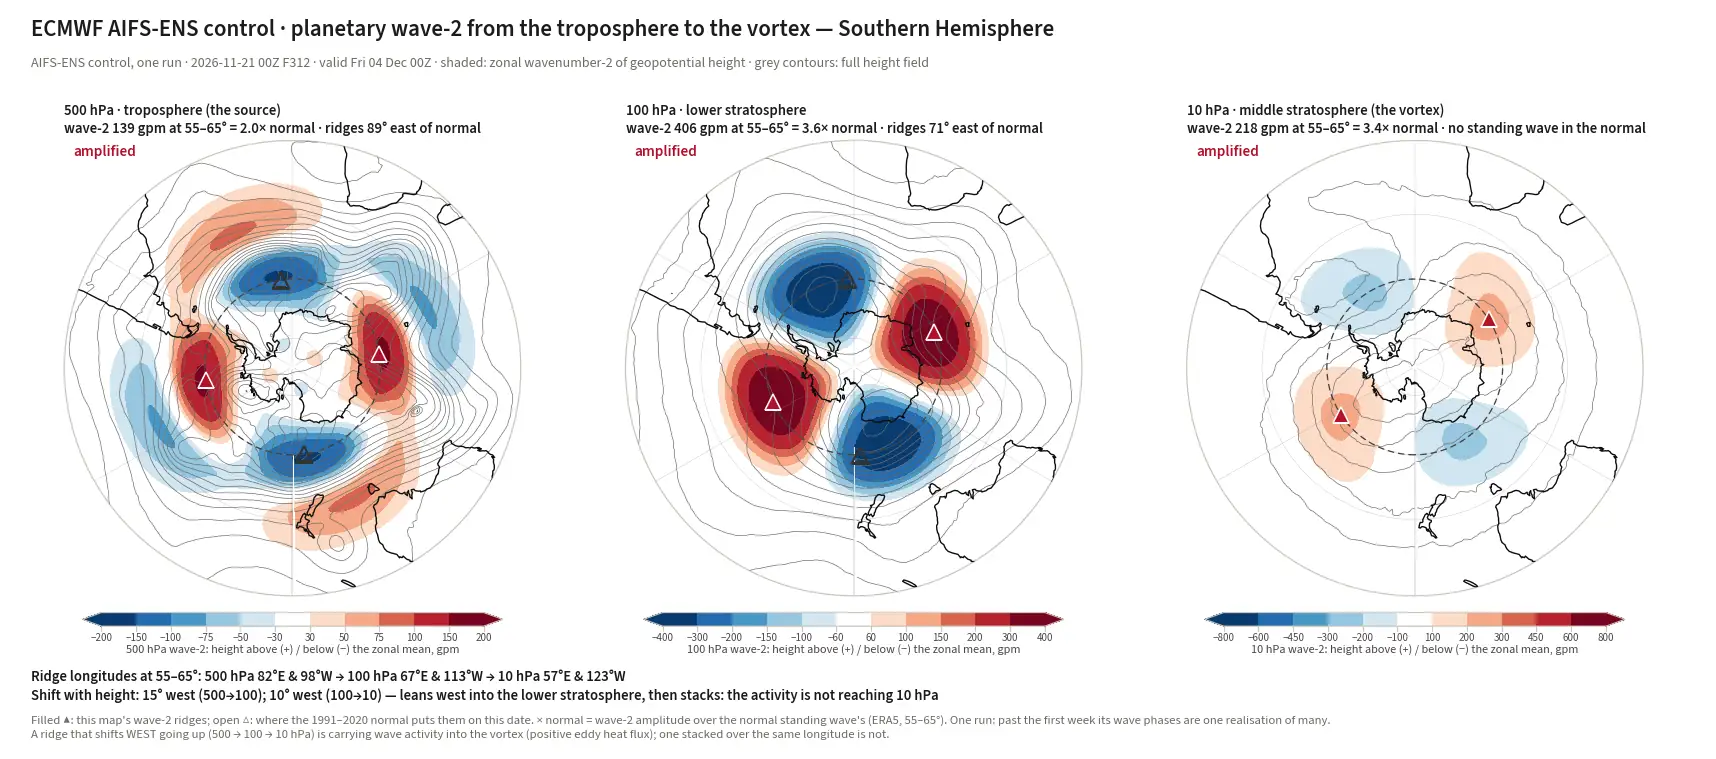 ECMWF AIFS-ENS control · planetary wave-2 from the troposphere to the vortex — Southern Hemisphere
AIFS-ENS control, one run · 2026-11-21 00Z F312 · valid Fri 04 Dec 00Z · shaded: zonal wavenumber-2 of geopotential height · grey contours: full height field
500 hPa · troposphere (the source)
wave-2 139 gpm at 55–65° = 2.0× normal · ridges 89° east of normal
amplified
100 hPa · lower stratosphere
wave-2 406 gpm at 55–65° = 3.6× normal · ridges 71° east of normal
amplified
10 hPa · middle stratosphere (the vortex)
wave-2 218 gpm at 55–65° = 3.4× normal · no standing wave in the normal
amplified
−200 −150 −100 −75 −50 −30 30 50 75 100 150 200
500 hPa wave-2: height above (+) / below (−) the zonal mean, gpm
−400 −300 −200 −150 −100 −60 60 100 150 200 300 400
100 hPa wave-2: height above (+) / below (−) the zonal mean, gpm
−800 −600 −450 −300 −200 −100 100 200 300 450 600 800
10 hPa wave-2: height above (+) / below (−) the zonal mean, gpm
Ridge longitudes at 55–65°: 500 hPa 82°E & 98°W → 100 hPa 67°E & 113°W → 10 hPa 57°E & 123°W
Shift with height: 15° west (500→100); 10° west (100→10) — leans west into the lower stratosphere, then stacks: the activity is not reaching 10 hPa
Filled ▲: this map's wave-2 ridges; open △: where the 1991–2020 normal puts them on this date. × normal = wave-2 amplitude over the normal standing wave's (ERA5, 55–65°). One run: past the first week its wave phases are one realisation of many.
A ridge that shifts WEST going up (500 → 100 → 10 hPa) is carrying wave activity into the vortex (positive eddy heat flux); one stacked over the same longitude is not.